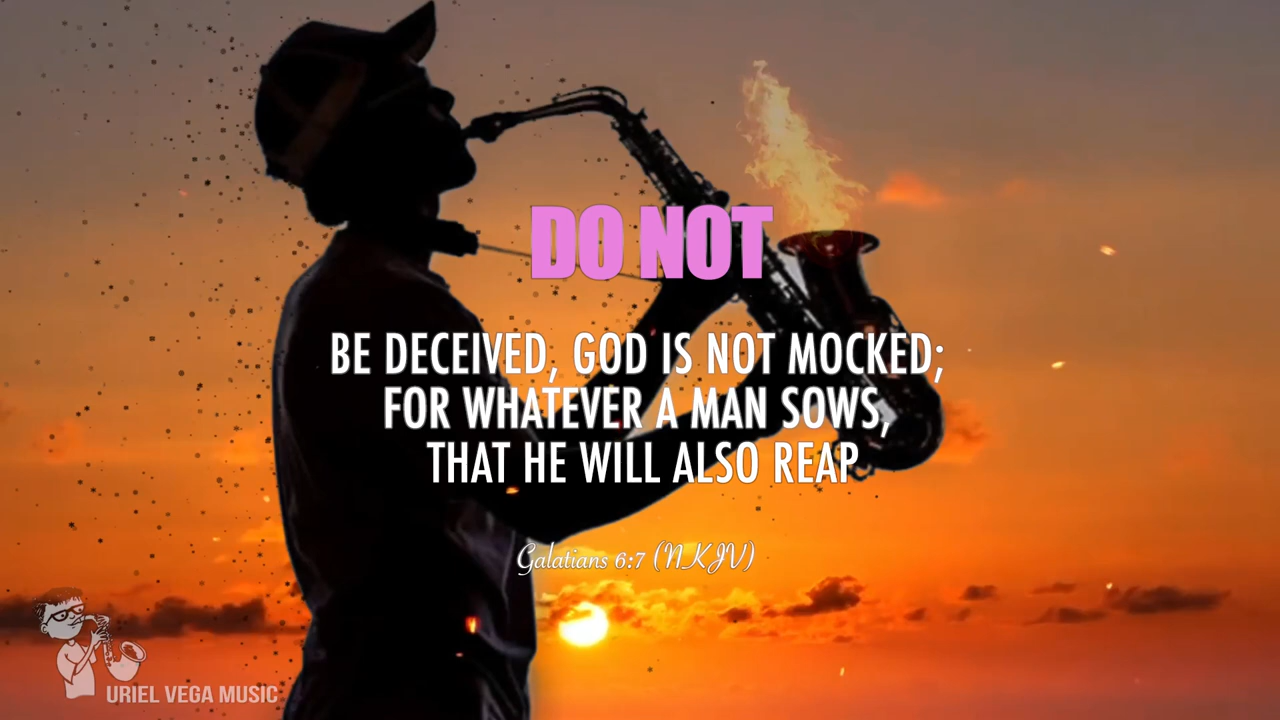 DO NOT
BE DECEIVED, GOD IS NOT MOCKED;
FOR WHATEVER A MAN SOWS,
THAT HE WILL ALSO REAP
Galatians 6:7 (NKJV)
URIEL VEGA MUSIC